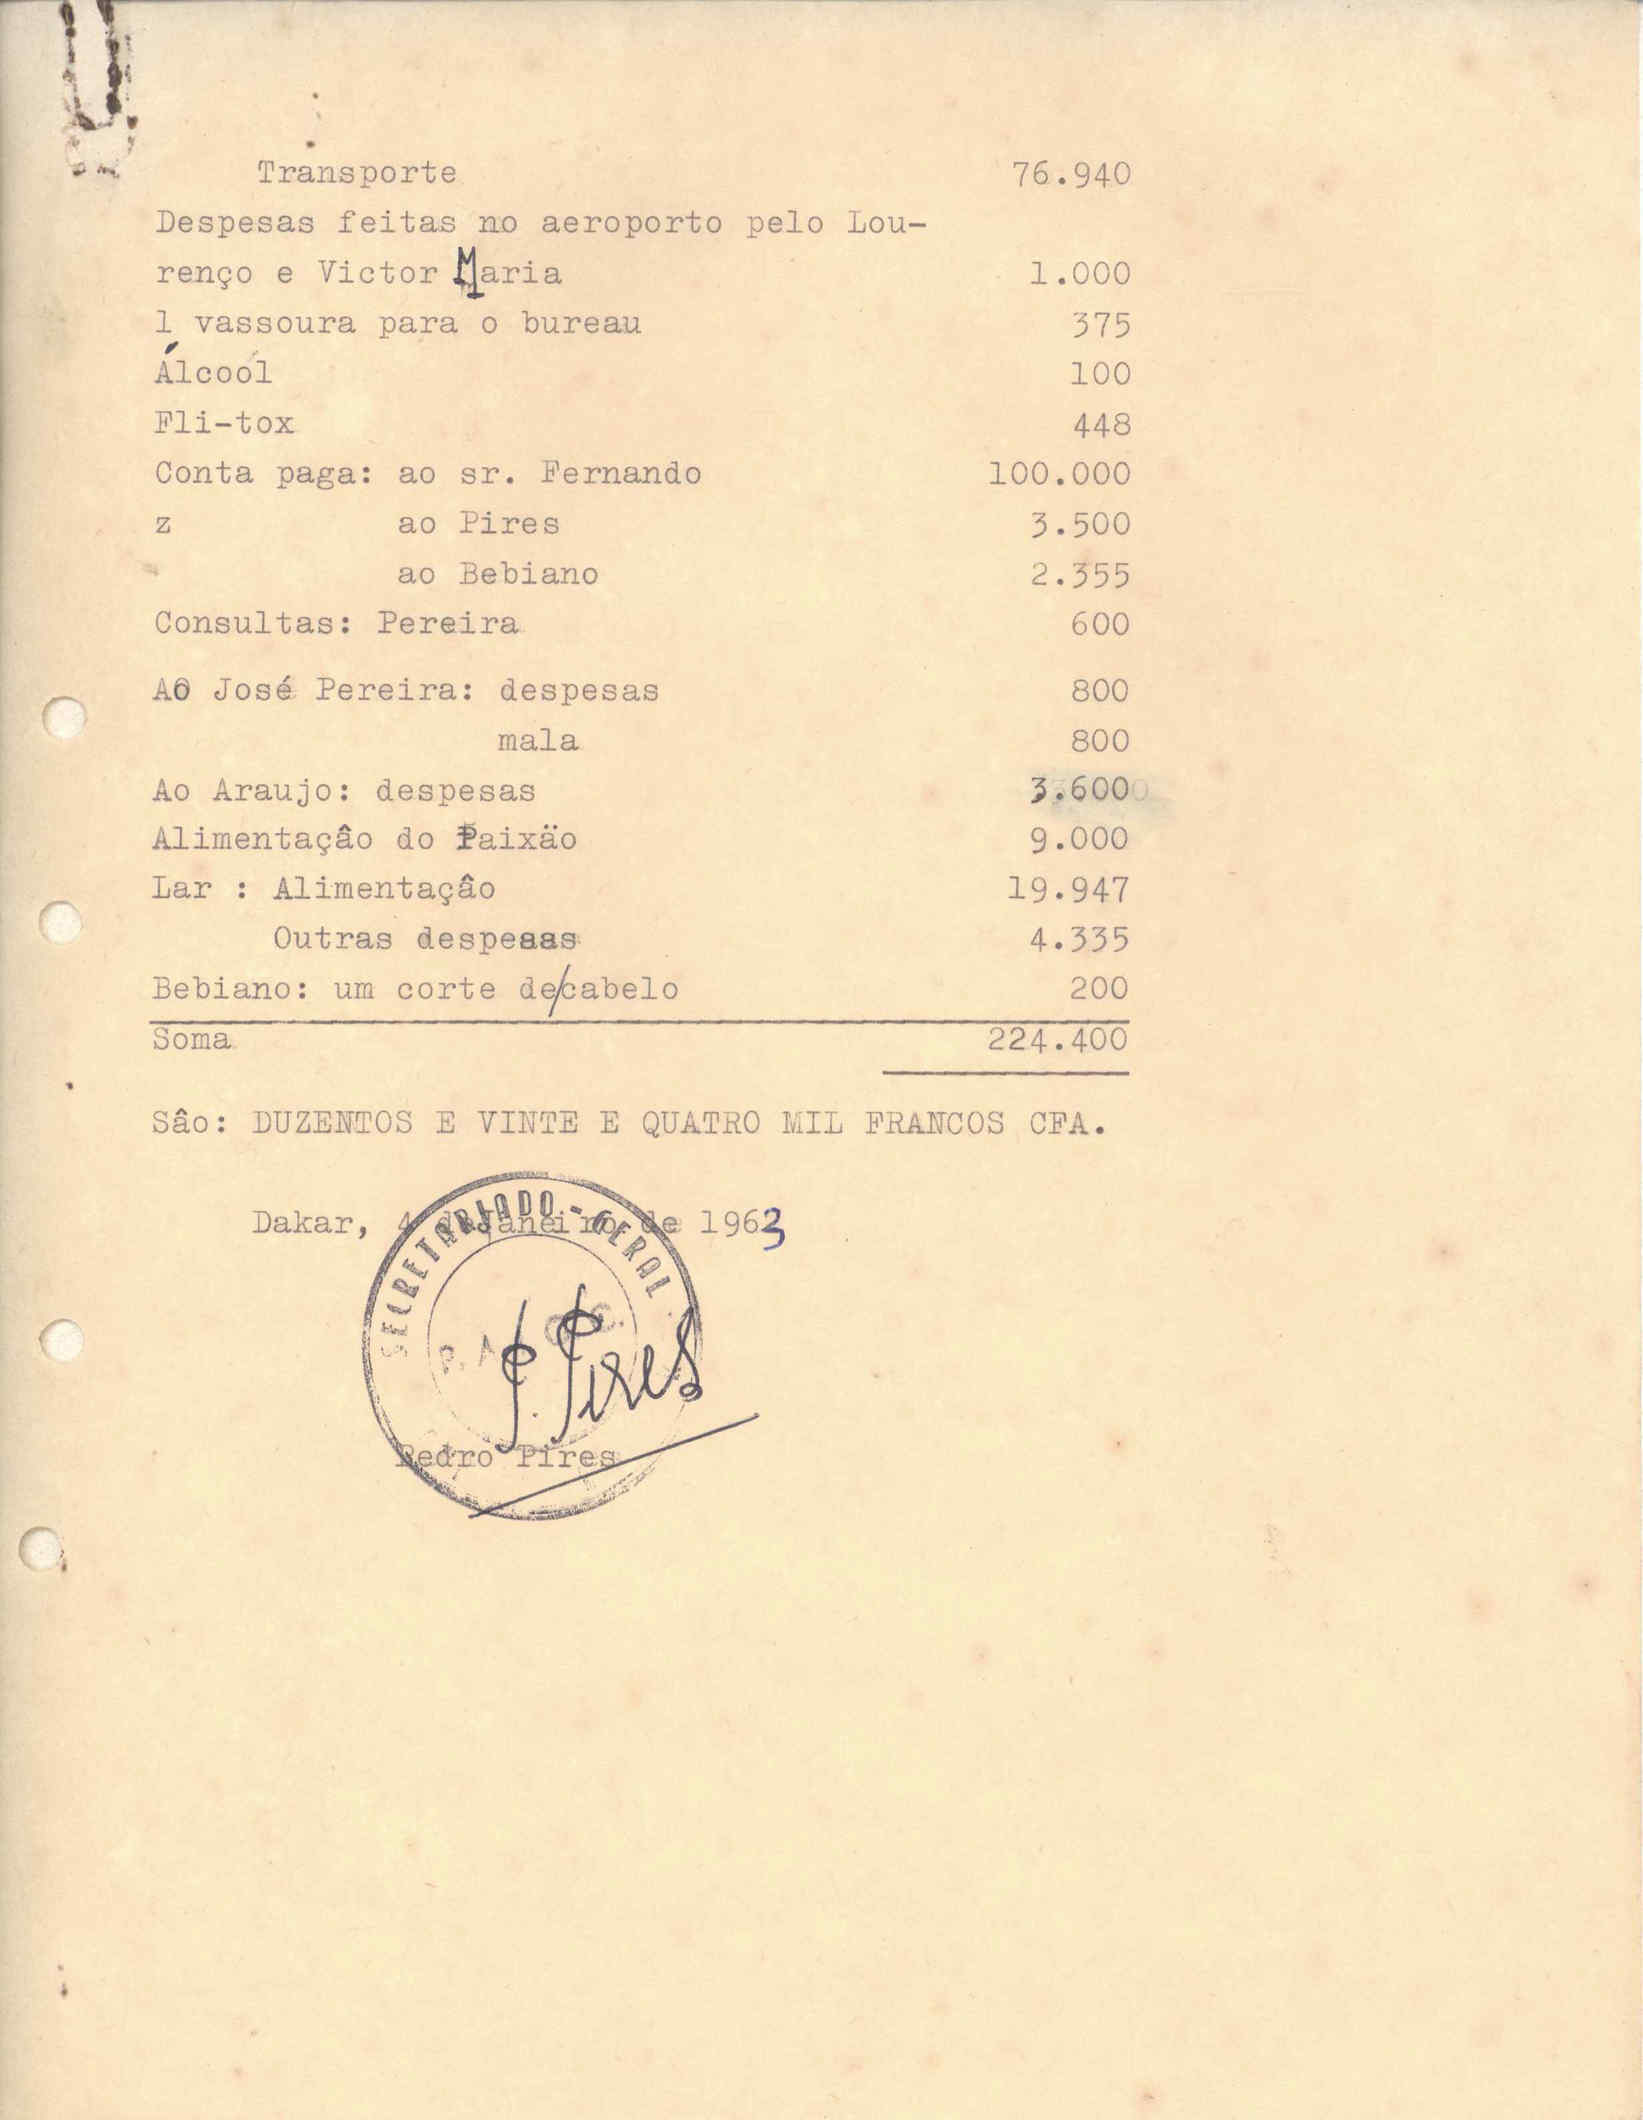 Transporte 76.940
Despesas feitas no aeroporto pelo Lou-
renço e Victor Maria 1.000
1 vassoura para o bureau 375
Álcoól 100
Fli-tox 448
Conta paga: ao sr. Fernando 100.000
z ao Pires 3.500
ao Bebiano 2.355
Consultas: Pereira 600
Ao José Pereira: despesas 800
mala 800
Ao Araujo: despesas 3.600
Alimentaçâo do Paixäo 9.000
Lar : Alimentaçâo 19.947
Outras despeaas 4.335
Bebiano: um corte de/cabelo 200
Soma 224.400
Sâo: DUZENTOS E VINTE E QUATRO MIL FRANCOS CFA.
Dakar, 4 de Janeiro de 1963
SECRETARIADO-GERAL
P. A. I. G. C.
P. Pires
Pedro Pires